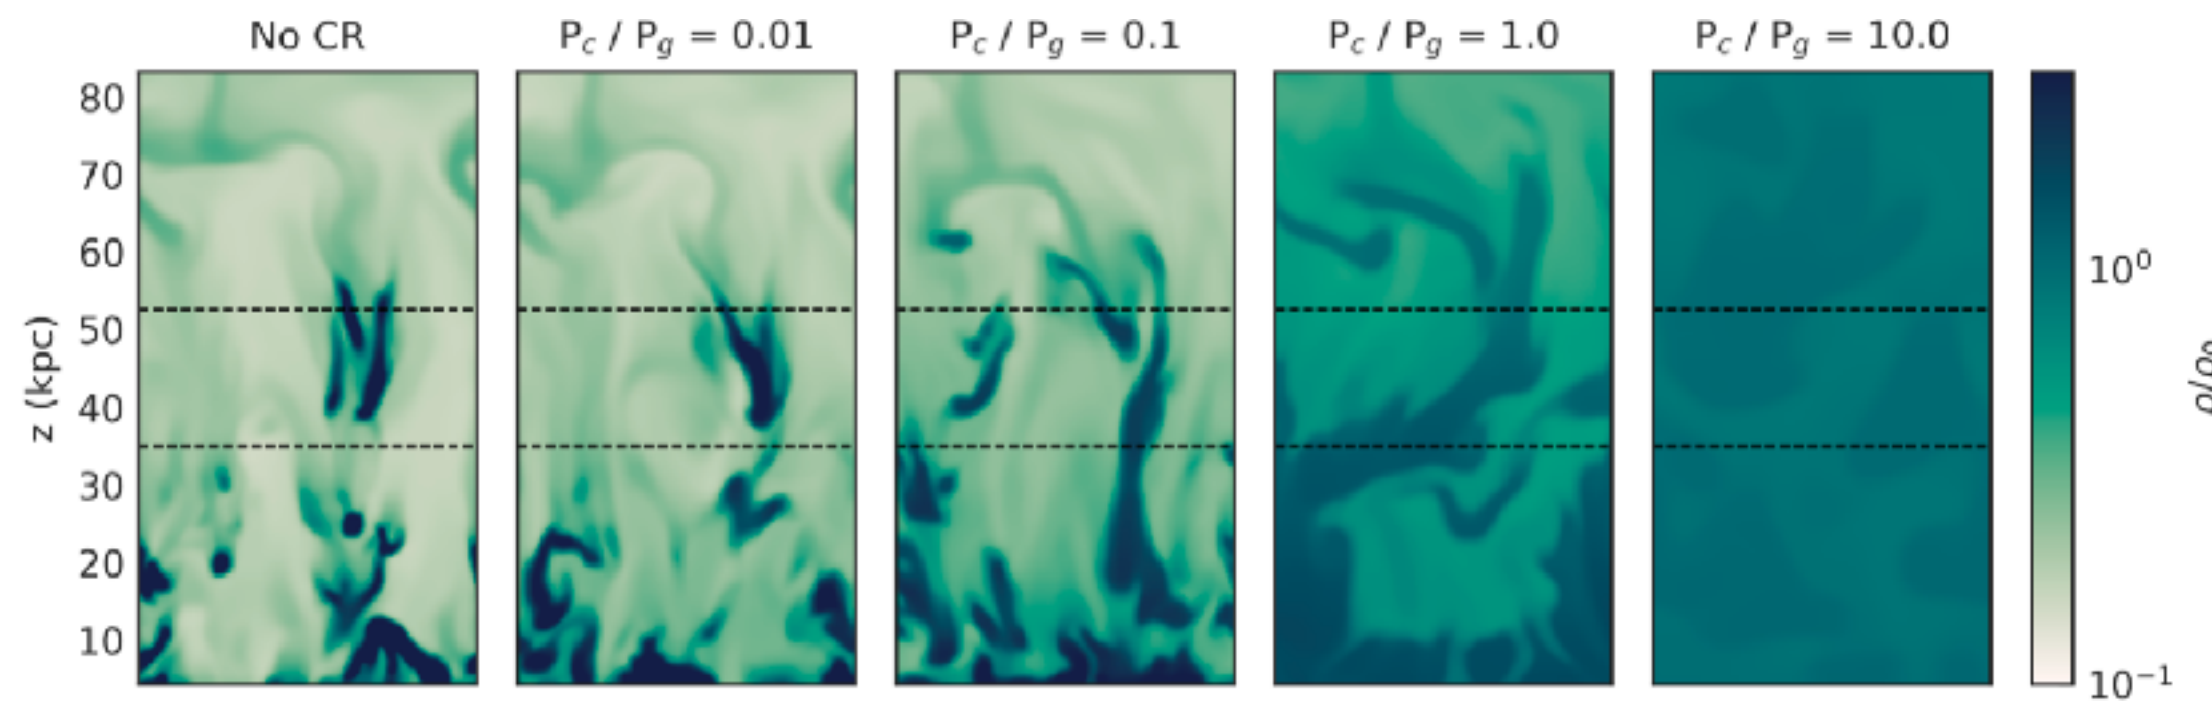 No CR
P_c / P_g = 0.01
P_c / P_g = 0.1
P_c / P_g = 1.0
P_c / P_g = 10.0
80
70
60
50
40
30
20
10
z (kpc)
10^0
10^-1